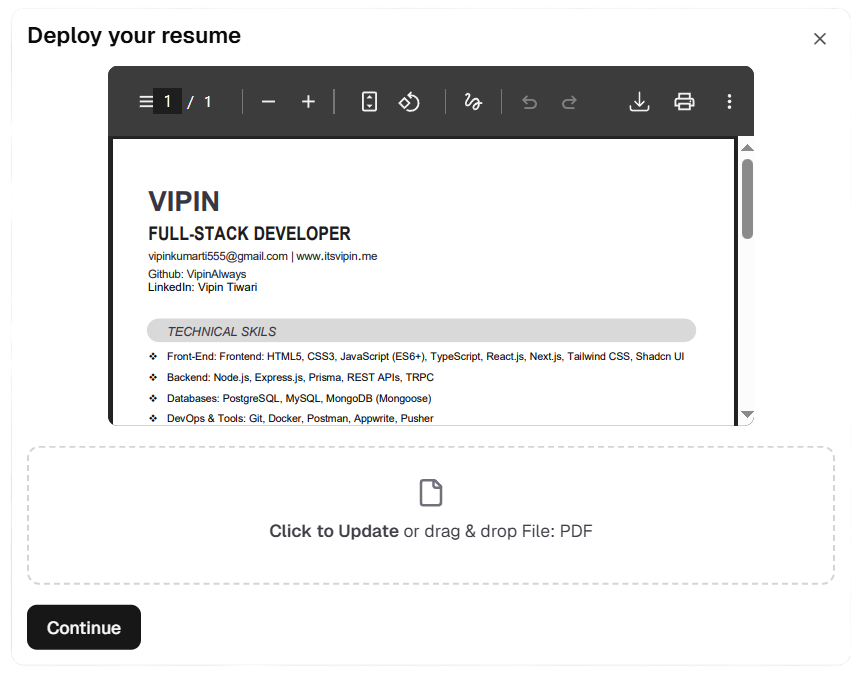 Deploy your resume
1 / 1
VIPIN
FULL-STACK DEVELOPER
vipinkumarti555@gmail.com | www.itsvipin.me
Github: VipinAlways
LinkedIn: Vipin Tiwari
TECHNICAL SKILS
❖ Front-End: Frontend: HTML5, CSS3, JavaScript (ES6+), TypeScript, React.js, Next.js, Tailwind CSS, Shadcn UI
❖ Backend: Node.js, Express.js, Prisma, REST APIs, TRPC
❖ Databases: PostgreSQL, MySQL, MongoDB (Mongoose)
❖ DevOps & Tools: Git, Docker, Postman, Appwrite, Pusher
Click to Update or drag & drop File: PDF
Continue